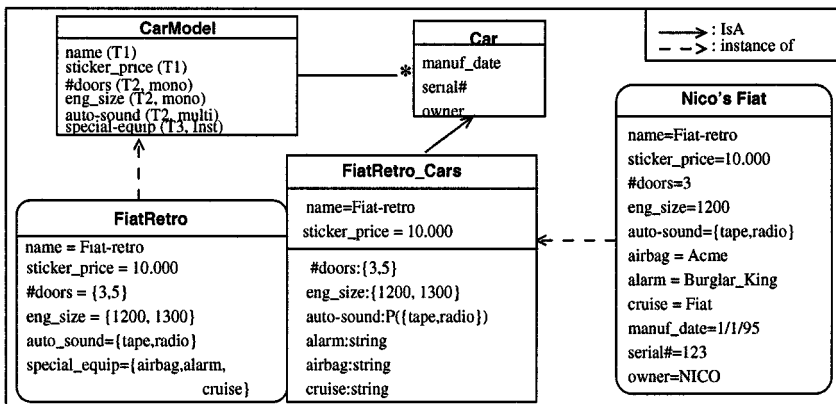 CarModel
name (T1)
sticker_price (T1)
#doors (T2, mono)
eng_size (T2, mono)
auto-sound (T2, multi)
special-equip (T3, Inst)
*
Car
manuf_date
serial#
owner
: IsA
: instance of
FiatRetro
name = Fiat-retro
sticker_price = 10.000
#doors = {3,5}
eng_size = {1200, 1300}
auto_sound={tape,radio}
special_equip={airbag,alarm,
cruise}
FiatRetro_Cars
name=Fiat-retro
sticker_price = 10.000
#doors:{3,5}
eng_size:{1200, 1300}
auto-sound:P({tape,radio})
alarm:string
airbag:string
cruise:string
Nico's Fiat
name=Fiat-retro
sticker_price=10.000
#doors=3
eng_size=1200
auto-sound={tape,radio}
airbag = Acme
alarm = Burglar_King
cruise = Fiat
manuf_date=1/1/95
serial#=123
owner=NICO